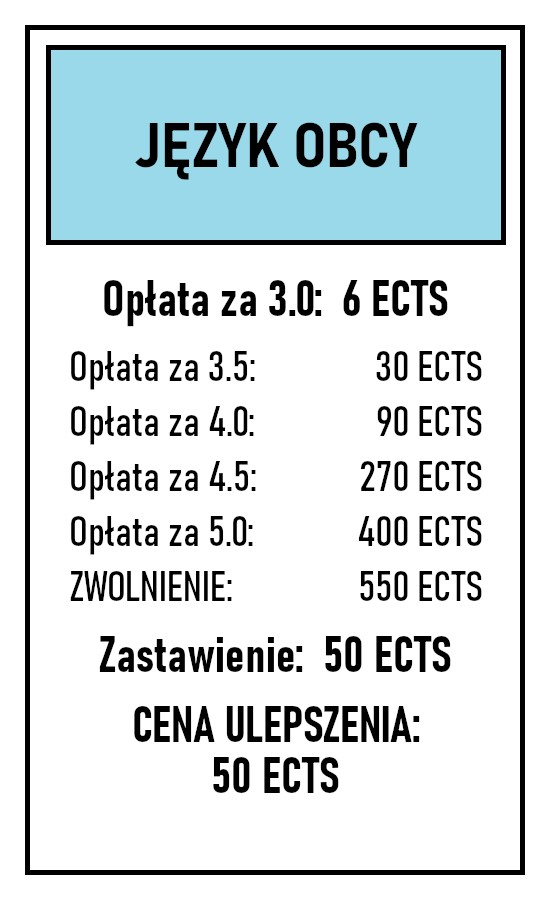 JĘZYK OBCY
Opłata za 3.0: 6 ECTS
Opłata za 3.5: 30 ECTS
Opłata za 4.0: 90 ECTS
Opłata za 4.5: 270 ECTS
Opłata za 5.0: 400 ECTS
ZWOLNIENIE: 550 ECTS
Zastawienie: 50 ECTS
CENA ULEPSZENIA:
50 ECTS